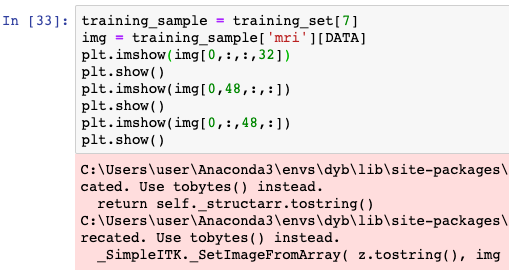 In [33]: training_sample = training_set[7]
img = training_sample['mri'][DATA]
plt.imshow(img[0,:,:,32])
plt.show()
plt.imshow(img[0,48,:,:])
plt.show()
plt.imshow(img[0,:,48,:])
plt.show()
C:\Users\user\Anaconda3\envs\dyb\lib\site-packages\
cated. Use tobytes() instead.
return self._structarr.tostring()
C:\Users\user\Anaconda3\envs\dyb\lib\site-packages\
recated. Use tobytes() instead.
_SimpleITK._SetImageFromArray( z.tostring(), img